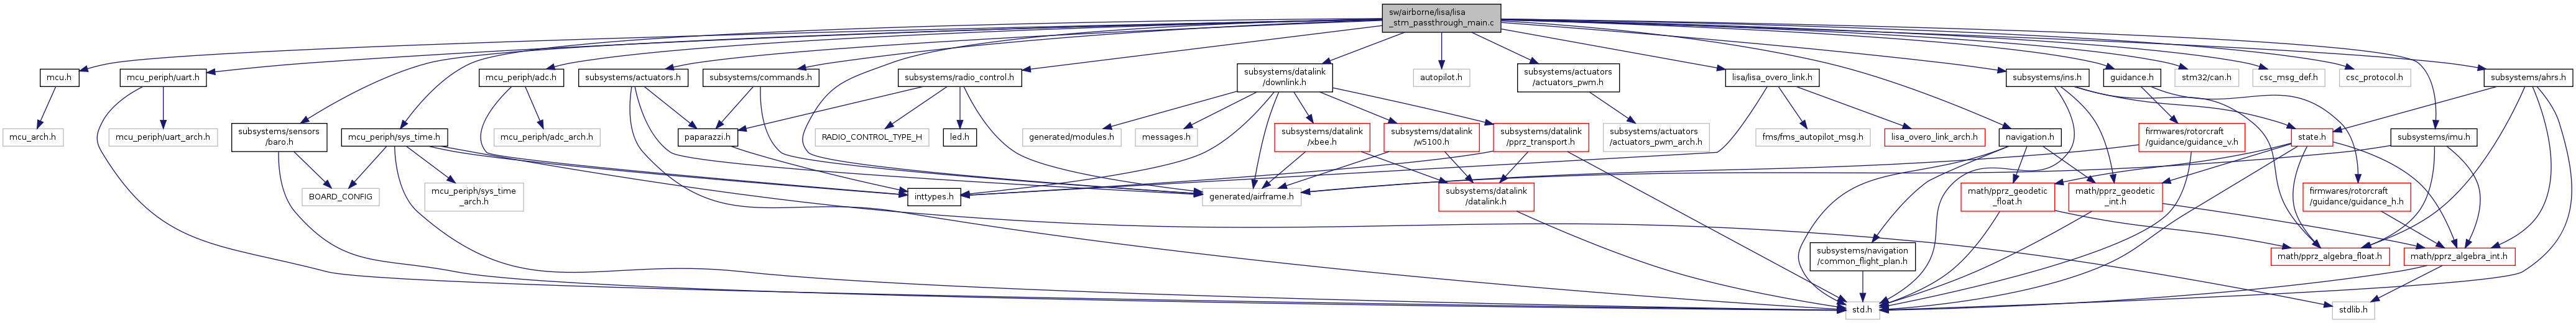 sw/airborne/lisa/lisa
_stm_passthrough_main.c
mcu.h
mcu_periph/uart.h
mcu_periph/adc.h
subsystems/actuators.h
subsystems/commands.h
subsystems/radio_control.h
subsystems/datalink
/downlink.h
autopilot.h
subsystems/actuators
/actuators_pwm.h
lisa/lisa_overo_link.h
subsystems/ins.h
guidance.h
stm32/can.h
csc_msg_def.h
csc_protocol.h
subsystems/ahrs.h
mcu_arch.h
mcu_periph/uart_arch.h
subsystems/sensors
/baro.h
mcu_periph/sys_time.h
mcu_periph/adc_arch.h
paparazzi.h
RADIO_CONTROL_TYPE_H
led.h
generated/modules.h
messages.h
subsystems/datalink
/xbee.h
subsystems/datalink
/w5100.h
subsystems/datalink
/pprz_transport.h
subsystems/actuators
/actuators_pwm_arch.h
fms/fms_autopilot_msg.h
lisa_overo_link_arch.h
navigation.h
firmwares/rotorcraft
/guidance/guidance_v.h
state.h
subsystems/imu.h
BOARD_CONFIG
mcu_periph/sys_time
_arch.h
inttypes.h
generated/airframe.h
subsystems/datalink
/datalink.h
math/pprz_geodetic
_float.h
math/pprz_geodetic
_int.h
firmwares/rotorcraft
/guidance/guidance_h.h
subsystems/navigation
/common_flight_plan.h
math/pprz_algebra_float.h
math/pprz_algebra_int.h
std.h
stdlib.h